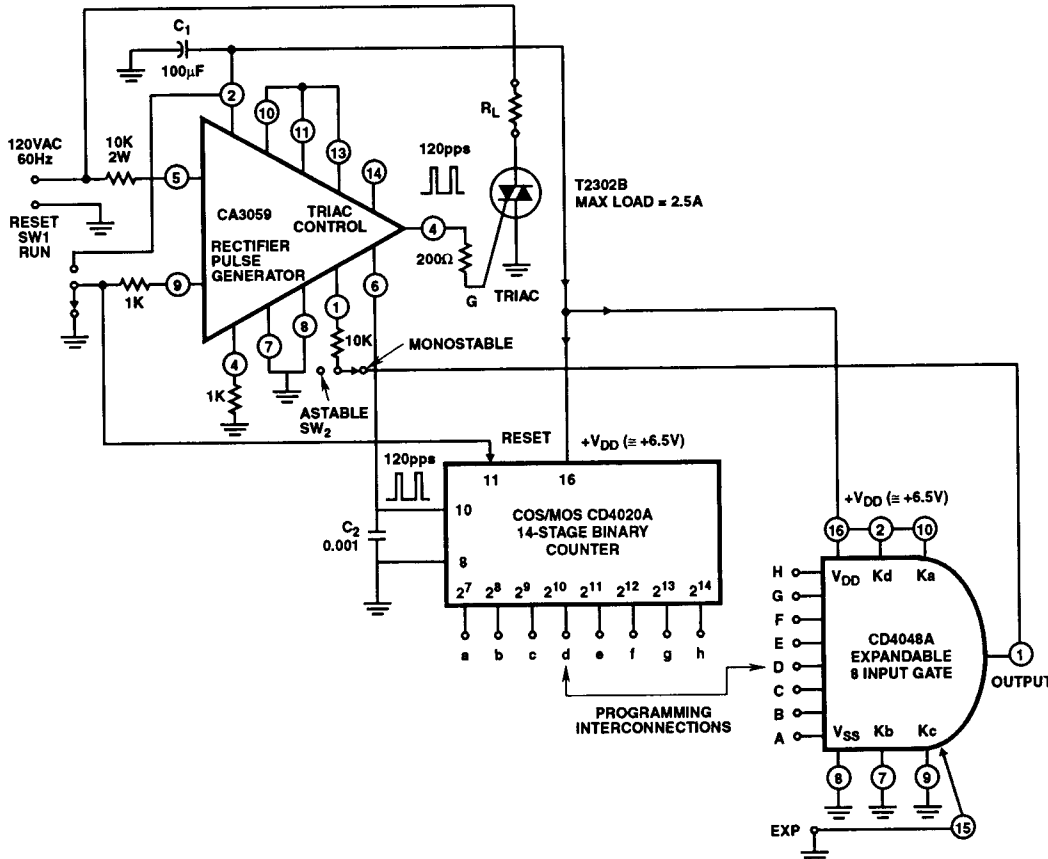 C1
100μF
2
10
11
13
14
120VAC
60Hz
10K
2W
5
120pps
RL
T2302B
MAX LOAD = 2.5A
CA3059
TRIAC
CONTROL
4
RECTIFIER
PULSE
GENERATOR
200Ω
G
TRIAC
RESET
SW1
RUN
1K
9
6
1
8
7
4
1K
10K
MONOSTABLE
ASTABLE
SW2
RESET
+VDD (≅ +6.5V)
120pps
11
16
10
COS/MOS CD4020A
14-STAGE BINARY
COUNTER
C2
0.001
8
2^7 2^8 2^9 2^10 2^11 2^12 2^13 2^14
a b c d e f g h
PROGRAMMING
INTERCONNECTIONS
+VDD (≅ +6.5V)
16 2 10
VDD Kd Ka
H
G
F
E
D
C
B
A
CD4048A
EXPANDABLE
8 INPUT GATE
1
OUTPUT
VSS Kb Kc
8 7 9
EXP
15